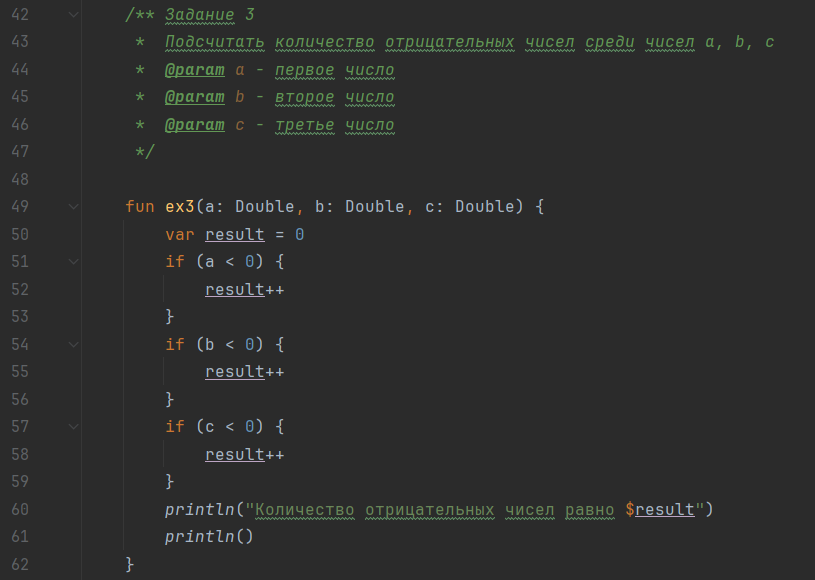 42 /** Задание 3
43 * Подсчитать количество отрицательных чисел среди чисел a, b, c
44 * @param a - первое число
45 * @param b - второе число
46 * @param c - третье число
47 */
48
49 fun ex3(a: Double, b: Double, c: Double) {
50 var result = 0
51 if (a < 0) {
52 result++
53 }
54 if (b < 0) {
55 result++
56 }
57 if (c < 0) {
58 result++
59 }
60 println("Количество отрицательных чисел равно $result")
61 println()
62 }